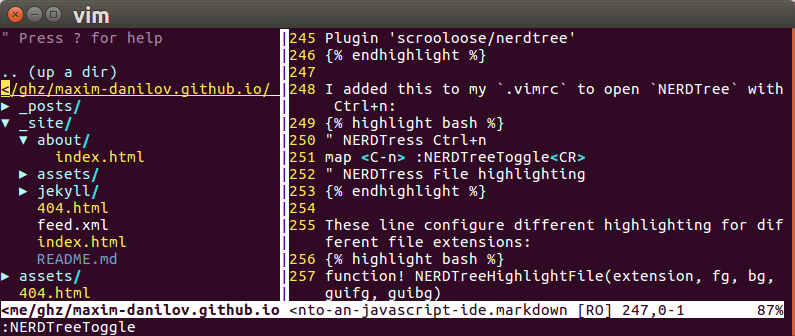 vim
" Press ? for help
.. (up a dir)
</ghz/maxim-danilov.github.io/
▶ _posts/
▼ _site/
▼ about/
index.html
▶ assets/
▶ jekyll/
404.html
feed.xml
index.html
README.md
▶ assets/
404.html
<me/ghz/maxim-danilov.github.io
245 Plugin 'scrooloose/nerdtree'
246 {% endhighlight %}
247
248 I added this to my `.vimrc` to open `NERDTree` with
Ctrl+n:
249 {% highlight bash %}
250 " NERDTress Ctrl+n
251 map <C-n> :NERDTreeToggle<CR>
252 " NERDTress File highlighting
253 {% endhighlight %}
254
255 These line configure different highlighting for dif
ferent file extensions:
256 {% highlight bash %}
257 function! NERDTreeHighlightFile(extension, fg, bg,
guifg, guibg)
<nto-an-javascript-ide.markdown [RO] 247,0-1 87%
:NERDTreeToggle